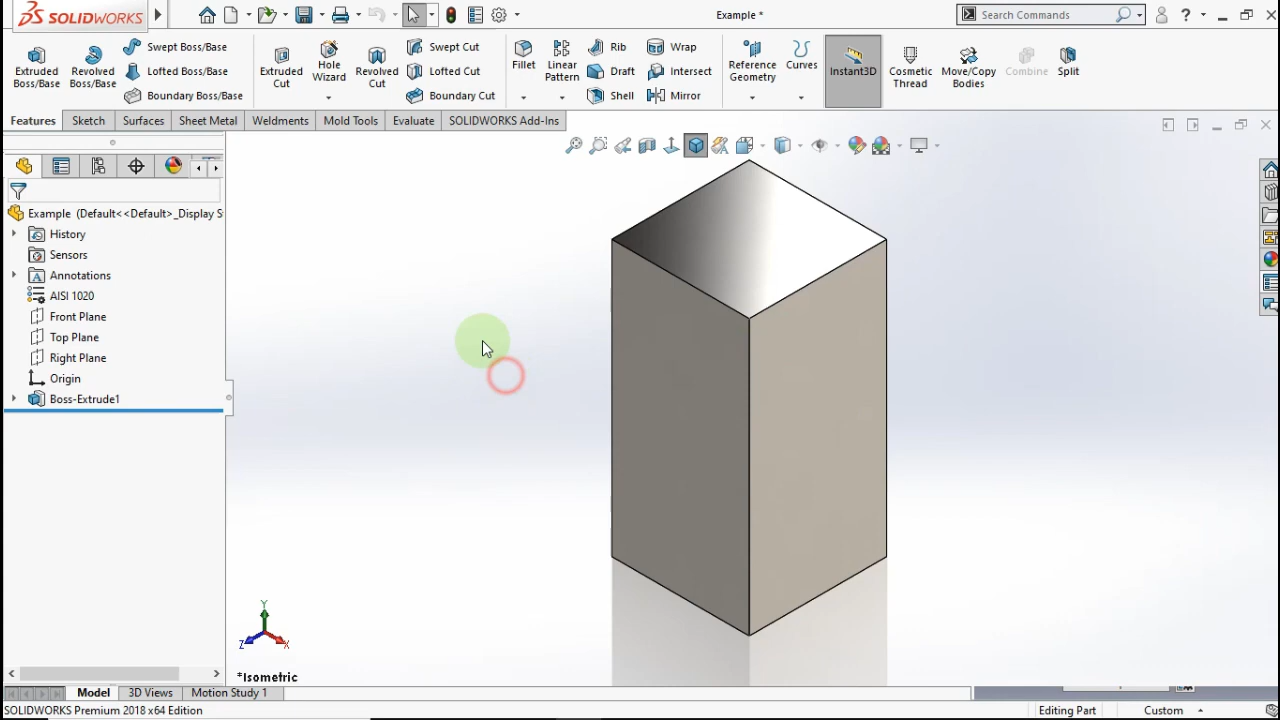 SOLIDWORKS
Example *
Search Commands
?
Extruded Boss/Base
Revolved Boss/Base
Swept Boss/Base
Lofted Boss/Base
Boundary Boss/Base
Extruded Cut
Hole Wizard
Revolved Cut
Swept Cut
Lofted Cut
Boundary Cut
Fillet
Linear Pattern
Rib
Draft
Shell
Wrap
Intersect
Mirror
Reference Geometry
Curves
Instant3D
Cosmetic Thread
Move/Copy Bodies
Combine
Split
Features Sketch Surfaces Sheet Metal Weldments Mold Tools Evaluate SOLIDWORKS Add-Ins
Example (Default<<Default>_Display S
History
Sensors
Annotations
AISI 1020
Front Plane
Top Plane
Right Plane
Origin
Boss-Extrude1
Y
Z
X
*Isometric
Model 3D Views Motion Study 1
SOLIDWORKS Premium 2018 x64 Edition
Editing Part
Custom